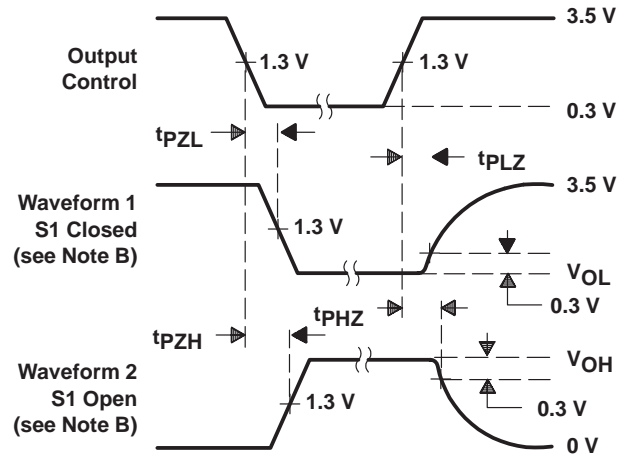 3.5 V
Output
Control
1.3 V
1.3 V
0.3 V
tPZL
tPLZ
Waveform 1
S1 Closed
(see Note B)
3.5 V
1.3 V
VOL
0.3 V
tPZH
tPHZ
Waveform 2
S1 Open
(see Note B)
VOH
1.3 V
0.3 V
0 V